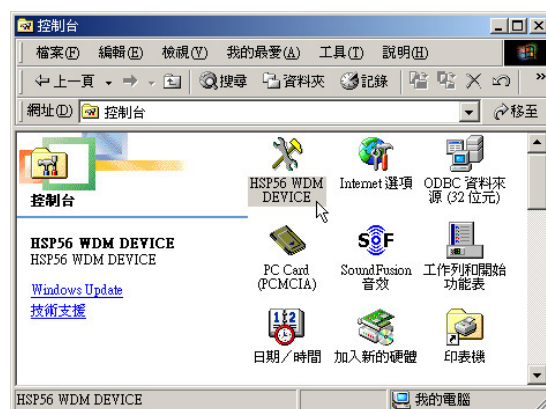 控制台
檔案(F) 編輯(E) 檢視(V) 我的最愛(A) 工具(T) 說明(H)
上一頁 搜尋 資料夾 記錄 »
網址(D) 控制台 移至
控制台
HSP56 WDM DEVICE
HSP56 WDM DEVICE
Windows Update
技術支援
HSP56 WDM
DEVICE
Internet 選項
ODBC 資料來
源 (32 位元)
PC Card
(PCMCIA)
SoundFusion
音效
工作列和開始
功能表
日期／時間
加入新的硬體
印表機
HSP56 WDM DEVICE 我的電腦